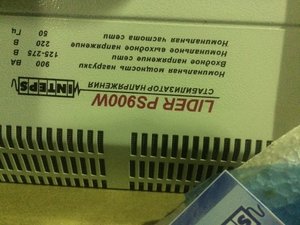 LIDER PS900W
СТАБИЛИЗАТОР НАПРЯЖЕНИЯ
INTEPS
Номинальная мощность нагрузки 900 ВА
Входное напряжение сети 125-275 В
Номинальное выходное напряжение 220 В
Номинальная частота сети 50 Гц